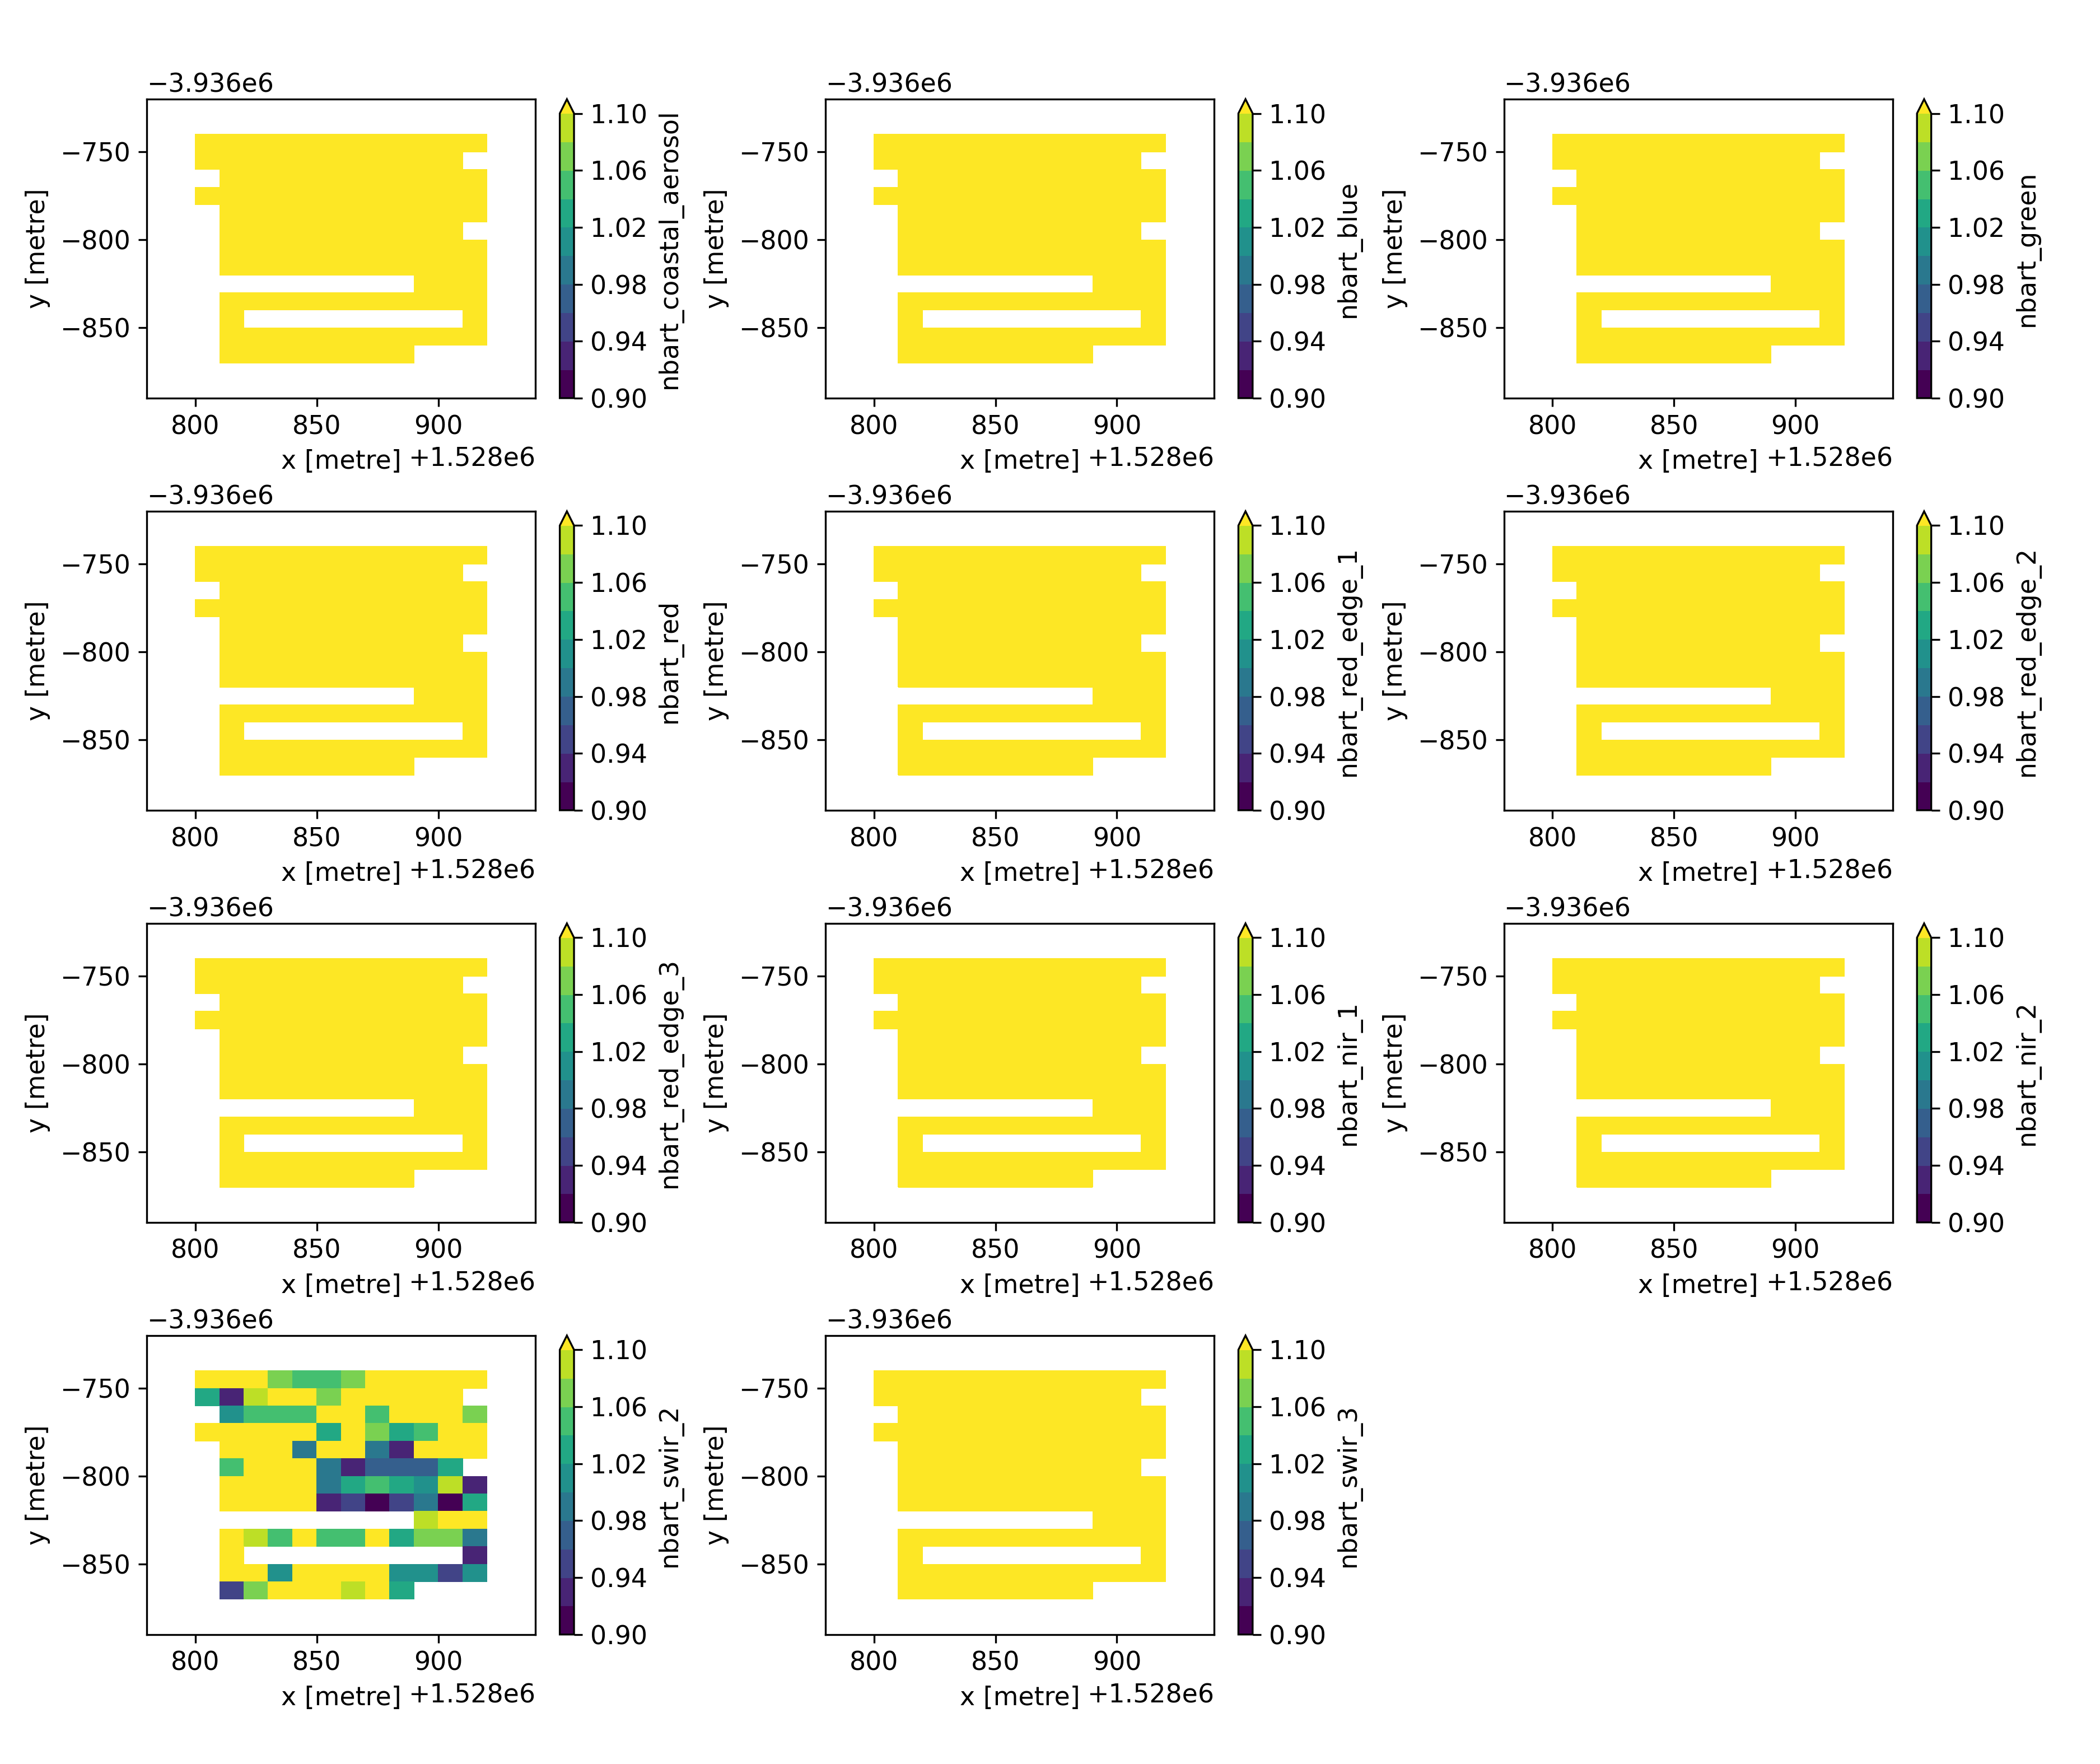 −3.936e6
−750
−800
−850
y [metre]
800 850 900
x [metre] +1.528e6
1.10
1.06
1.02
0.98
0.94
0.90
nbart_coastal_aerosol
−3.936e6
−750
−800
−850
y [metre]
800 850 900
x [metre] +1.528e6
1.10
1.06
1.02
0.98
0.94
0.90
nbart_blue
−3.936e6
−750
−800
−850
y [metre]
800 850 900
x [metre] +1.528e6
1.10
1.06
1.02
0.98
0.94
0.90
nbart_green
−3.936e6
−750
−800
−850
y [metre]
800 850 900
x [metre] +1.528e6
1.10
1.06
1.02
0.98
0.94
0.90
nbart_red
−3.936e6
−750
−800
−850
y [metre]
800 850 900
x [metre] +1.528e6
1.10
1.06
1.02
0.98
0.94
0.90
nbart_red_edge_1
−3.936e6
−750
−800
−850
y [metre]
800 850 900
x [metre] +1.528e6
1.10
1.06
1.02
0.98
0.94
0.90
nbart_red_edge_2
−3.936e6
−750
−800
−850
y [metre]
800 850 900
x [metre] +1.528e6
1.10
1.06
1.02
0.98
0.94
0.90
nbart_red_edge_3
−3.936e6
−750
−800
−850
y [metre]
800 850 900
x [metre] +1.528e6
1.10
1.06
1.02
0.98
0.94
0.90
nbart_nir_1
−3.936e6
−750
−800
−850
y [metre]
800 850 900
x [metre] +1.528e6
1.10
1.06
1.02
0.98
0.94
0.90
nbart_nir_2
−3.936e6
−750
−800
−850
y [metre]
800 850 900
x [metre] +1.528e6
1.10
1.06
1.02
0.98
0.94
0.90
nbart_swir_2
−3.936e6
−750
−800
−850
y [metre]
800 850 900
x [metre] +1.528e6
1.10
1.06
1.02
0.98
0.94
0.90
nbart_swir_3